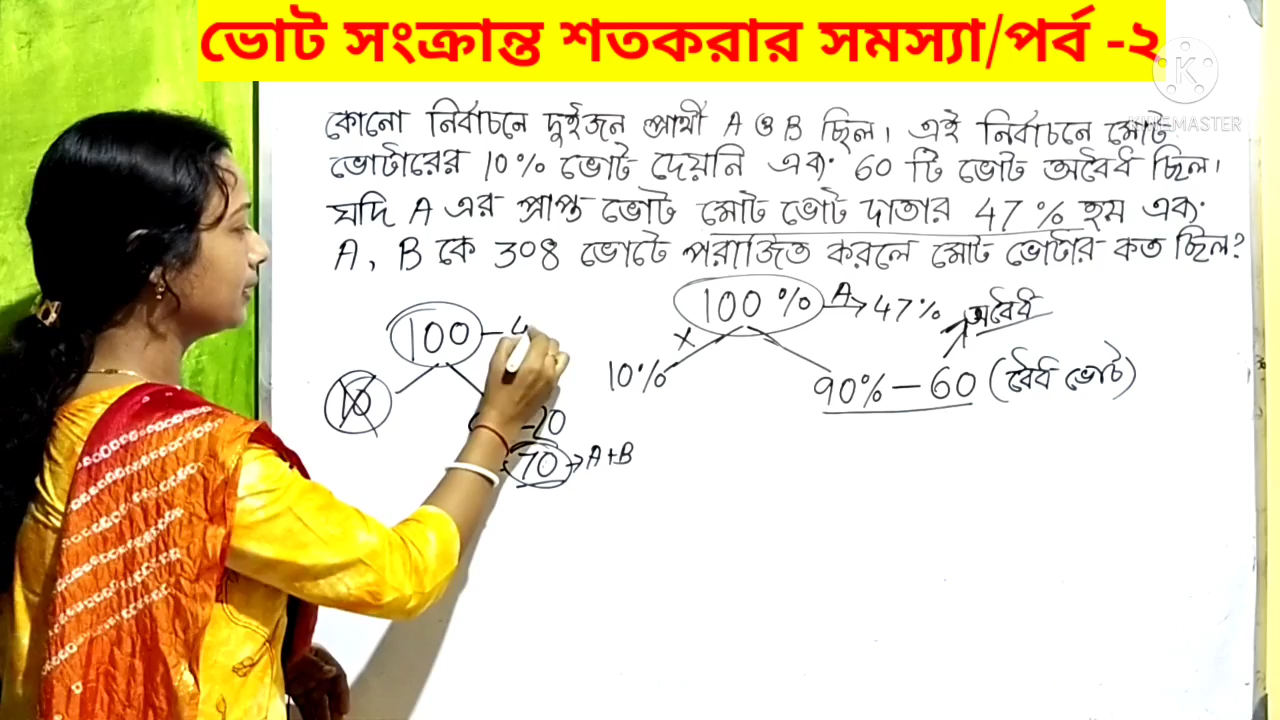 ভোট সংক্রান্ত শতকরার সমস্যা/পর্ব -২
K
KINEMASTER
কোনো নির্বাচনে দুইজন প্রার্থী A ও B ছিল। এই নির্বাচনে মোট
ভোটারের 10% ভোট দেয়নি এবং 60 টি ভোট অবৈধ ছিল।
যদি A এর প্রাপ্ত ভোট মোট ভোট দাতার 47% হয় এবং
A, B কে 308 ভোটে পরাজিত করলে মোট ভোটার কত ছিল?
100% A → 47% অবৈধ
100 - 4
10% 90% - 60 (বৈধ ভোট)
10
-20
70 → A+B